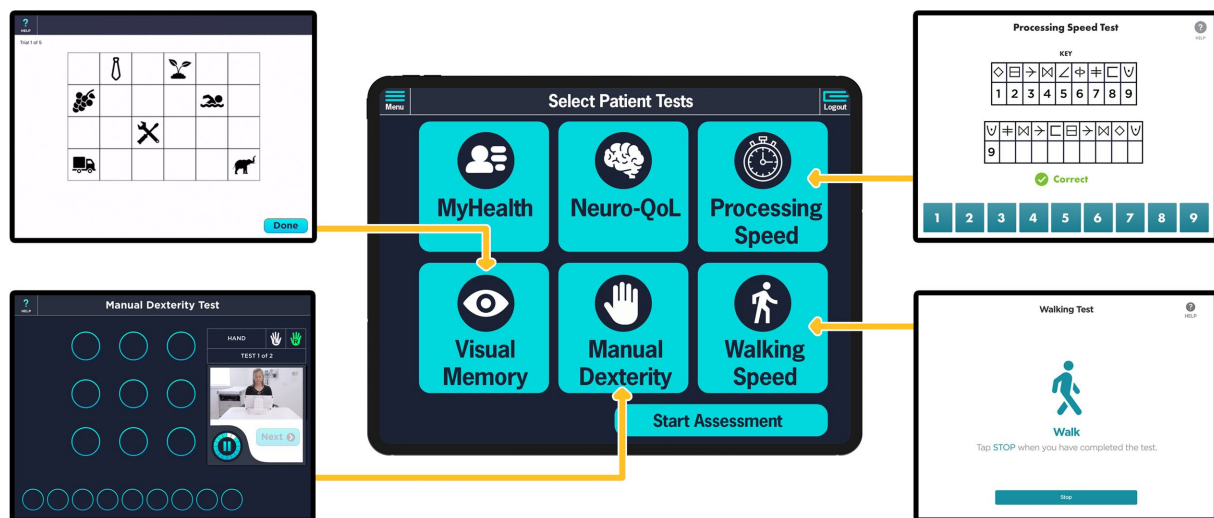 ?
HELP
Trial 1 of 5
Done
Processing Speed Test
?
HELP
KEY
1 2 3 4 5 6 7 8 9
9
Correct
1 2 3 4 5 6 7 8 9
Menu
Select Patient Tests
Logout
MyHealth
Neuro-QoL
Processing
Speed
Visual
Memory
Manual
Dexterity
Walking
Speed
Start Assessment
?
HELP
Manual Dexterity Test
HAND
R
TEST 1 of 2
Next
Walking Test
?
HELP
Walk
Tap STOP when you have completed the test.
Stop